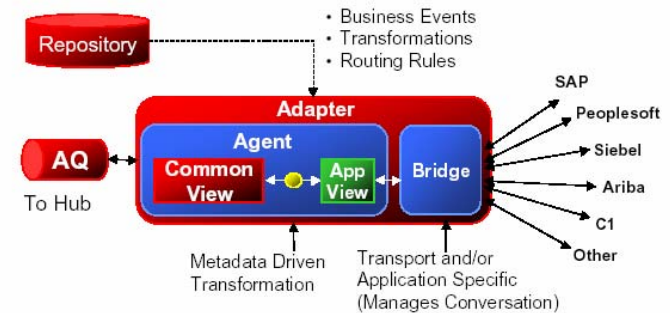 Repository
• Business Events
• Transformations
• Routing Rules
Adapter
Agent
AQ
To Hub
Common
View
App
View
Bridge
SAP
Peoplesoft
Siebel
Ariba
C1
Other
Metadata Driven
Transformation
Transport and/or
Application Specific
(Manages Conversation)